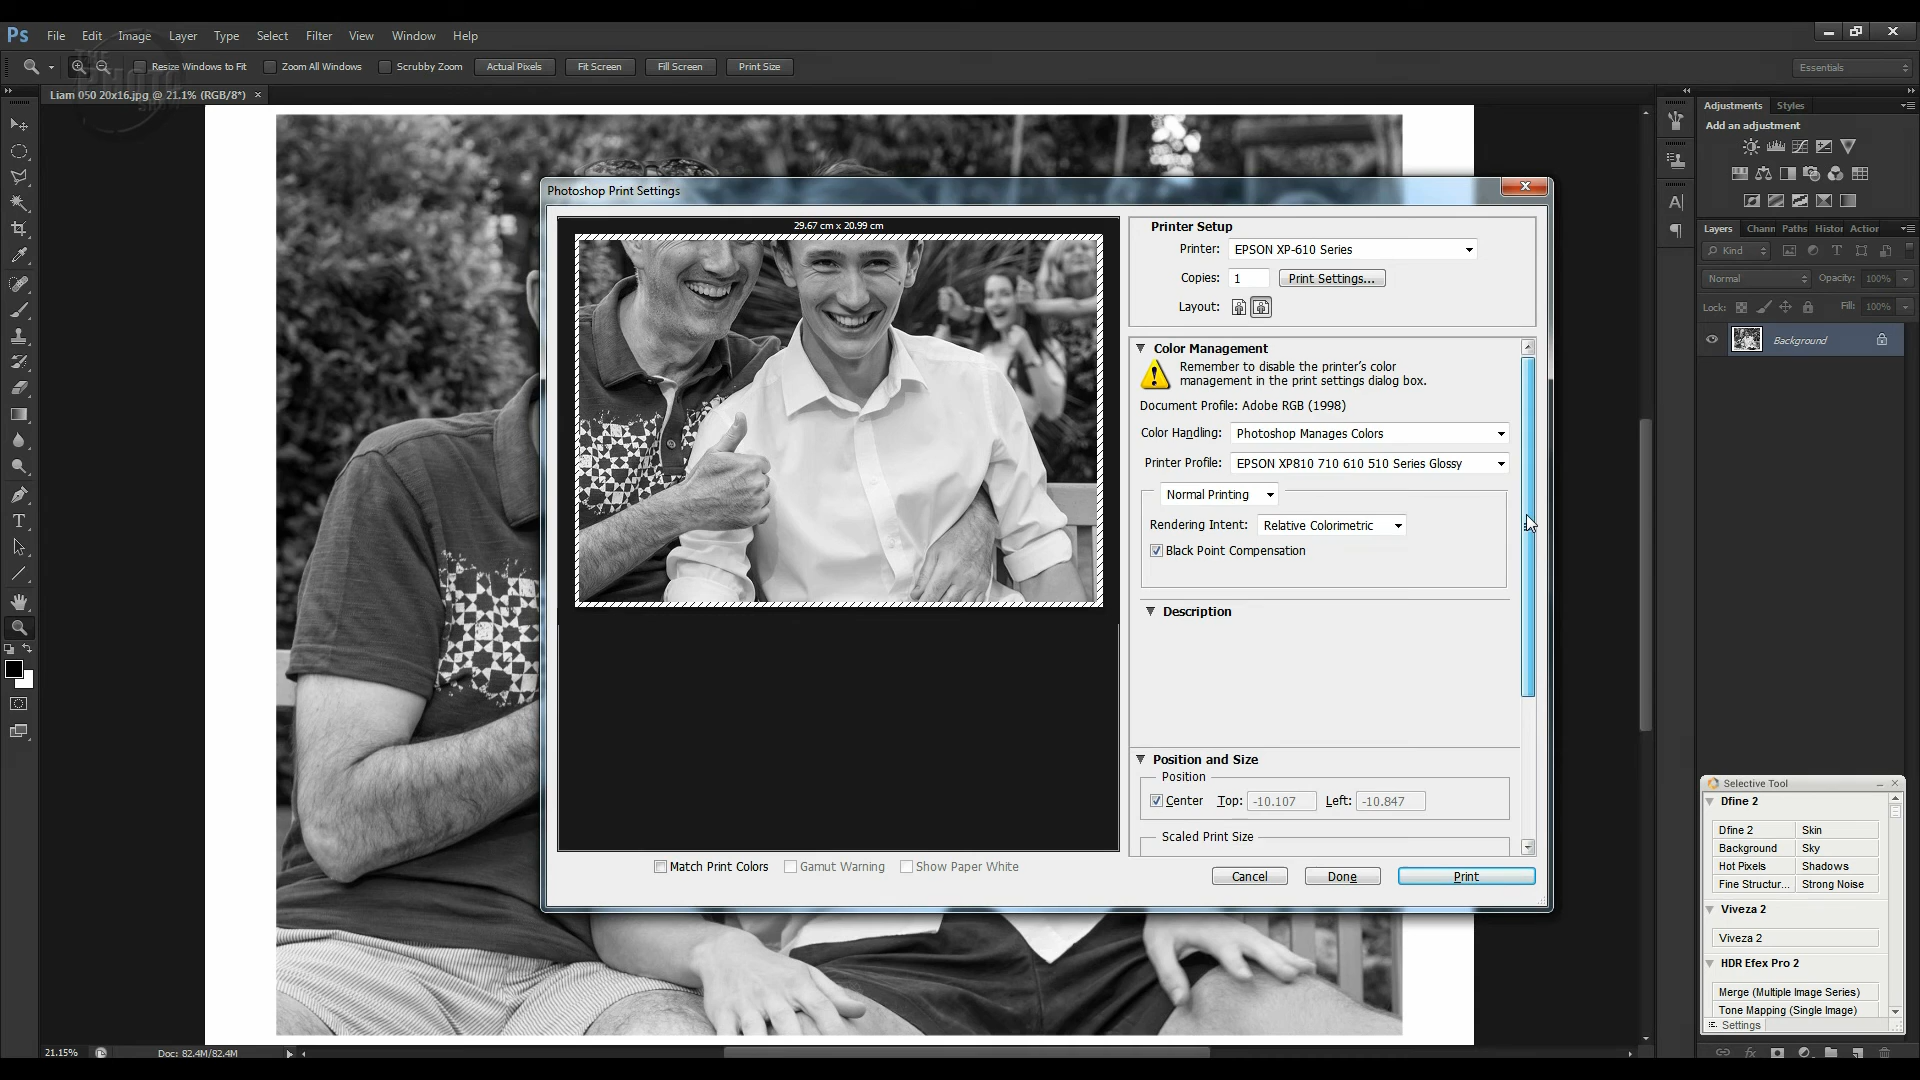 Ps File Edit Image Layer Type Select Filter View Window Help
Resize Windows to Fit Zoom All Windows Scrubby Zoom Actual Pixels Fit Screen Fill Screen Print Size Essentials
Liam 050 20x16.jpg @ 21.1% (RGB/8*) ×
Adjustments Styles
Add an adjustment
Layers Chann Paths Histor Action
Kind
Normal Opacity: 100%
Lock: Fill: 100%
Background
Photoshop Print Settings
29.67 cm x 20.99 cm
Printer Setup
Printer: EPSON XP-610 Series
Copies: 1 Print Settings...
Layout:
Color Management
Remember to disable the printer's color
management in the print settings dialog box.
Document Profile: Adobe RGB (1998)
Color Handling: Photoshop Manages Colors
Printer Profile: EPSON XP810 710 610 510 Series Glossy
Normal Printing
Rendering Intent: Relative Colorimetric
Black Point Compensation
Description
Position and Size
Position
Center Top: -10.107 Left: -10.847
Scaled Print Size
Match Print Colors Gamut Warning Show Paper White
Cancel Done Print
Selective Tool
Dfine 2
Dfine 2 Skin
Background Sky
Hot Pixels Shadows
Fine Structur... Strong Noise
Viveza 2
Viveza 2
HDR Efex Pro 2
Merge (Multiple Image Series)
Tone Mapping (Single Image)
Settings
21.15% Doc: 82.4M/82.4M